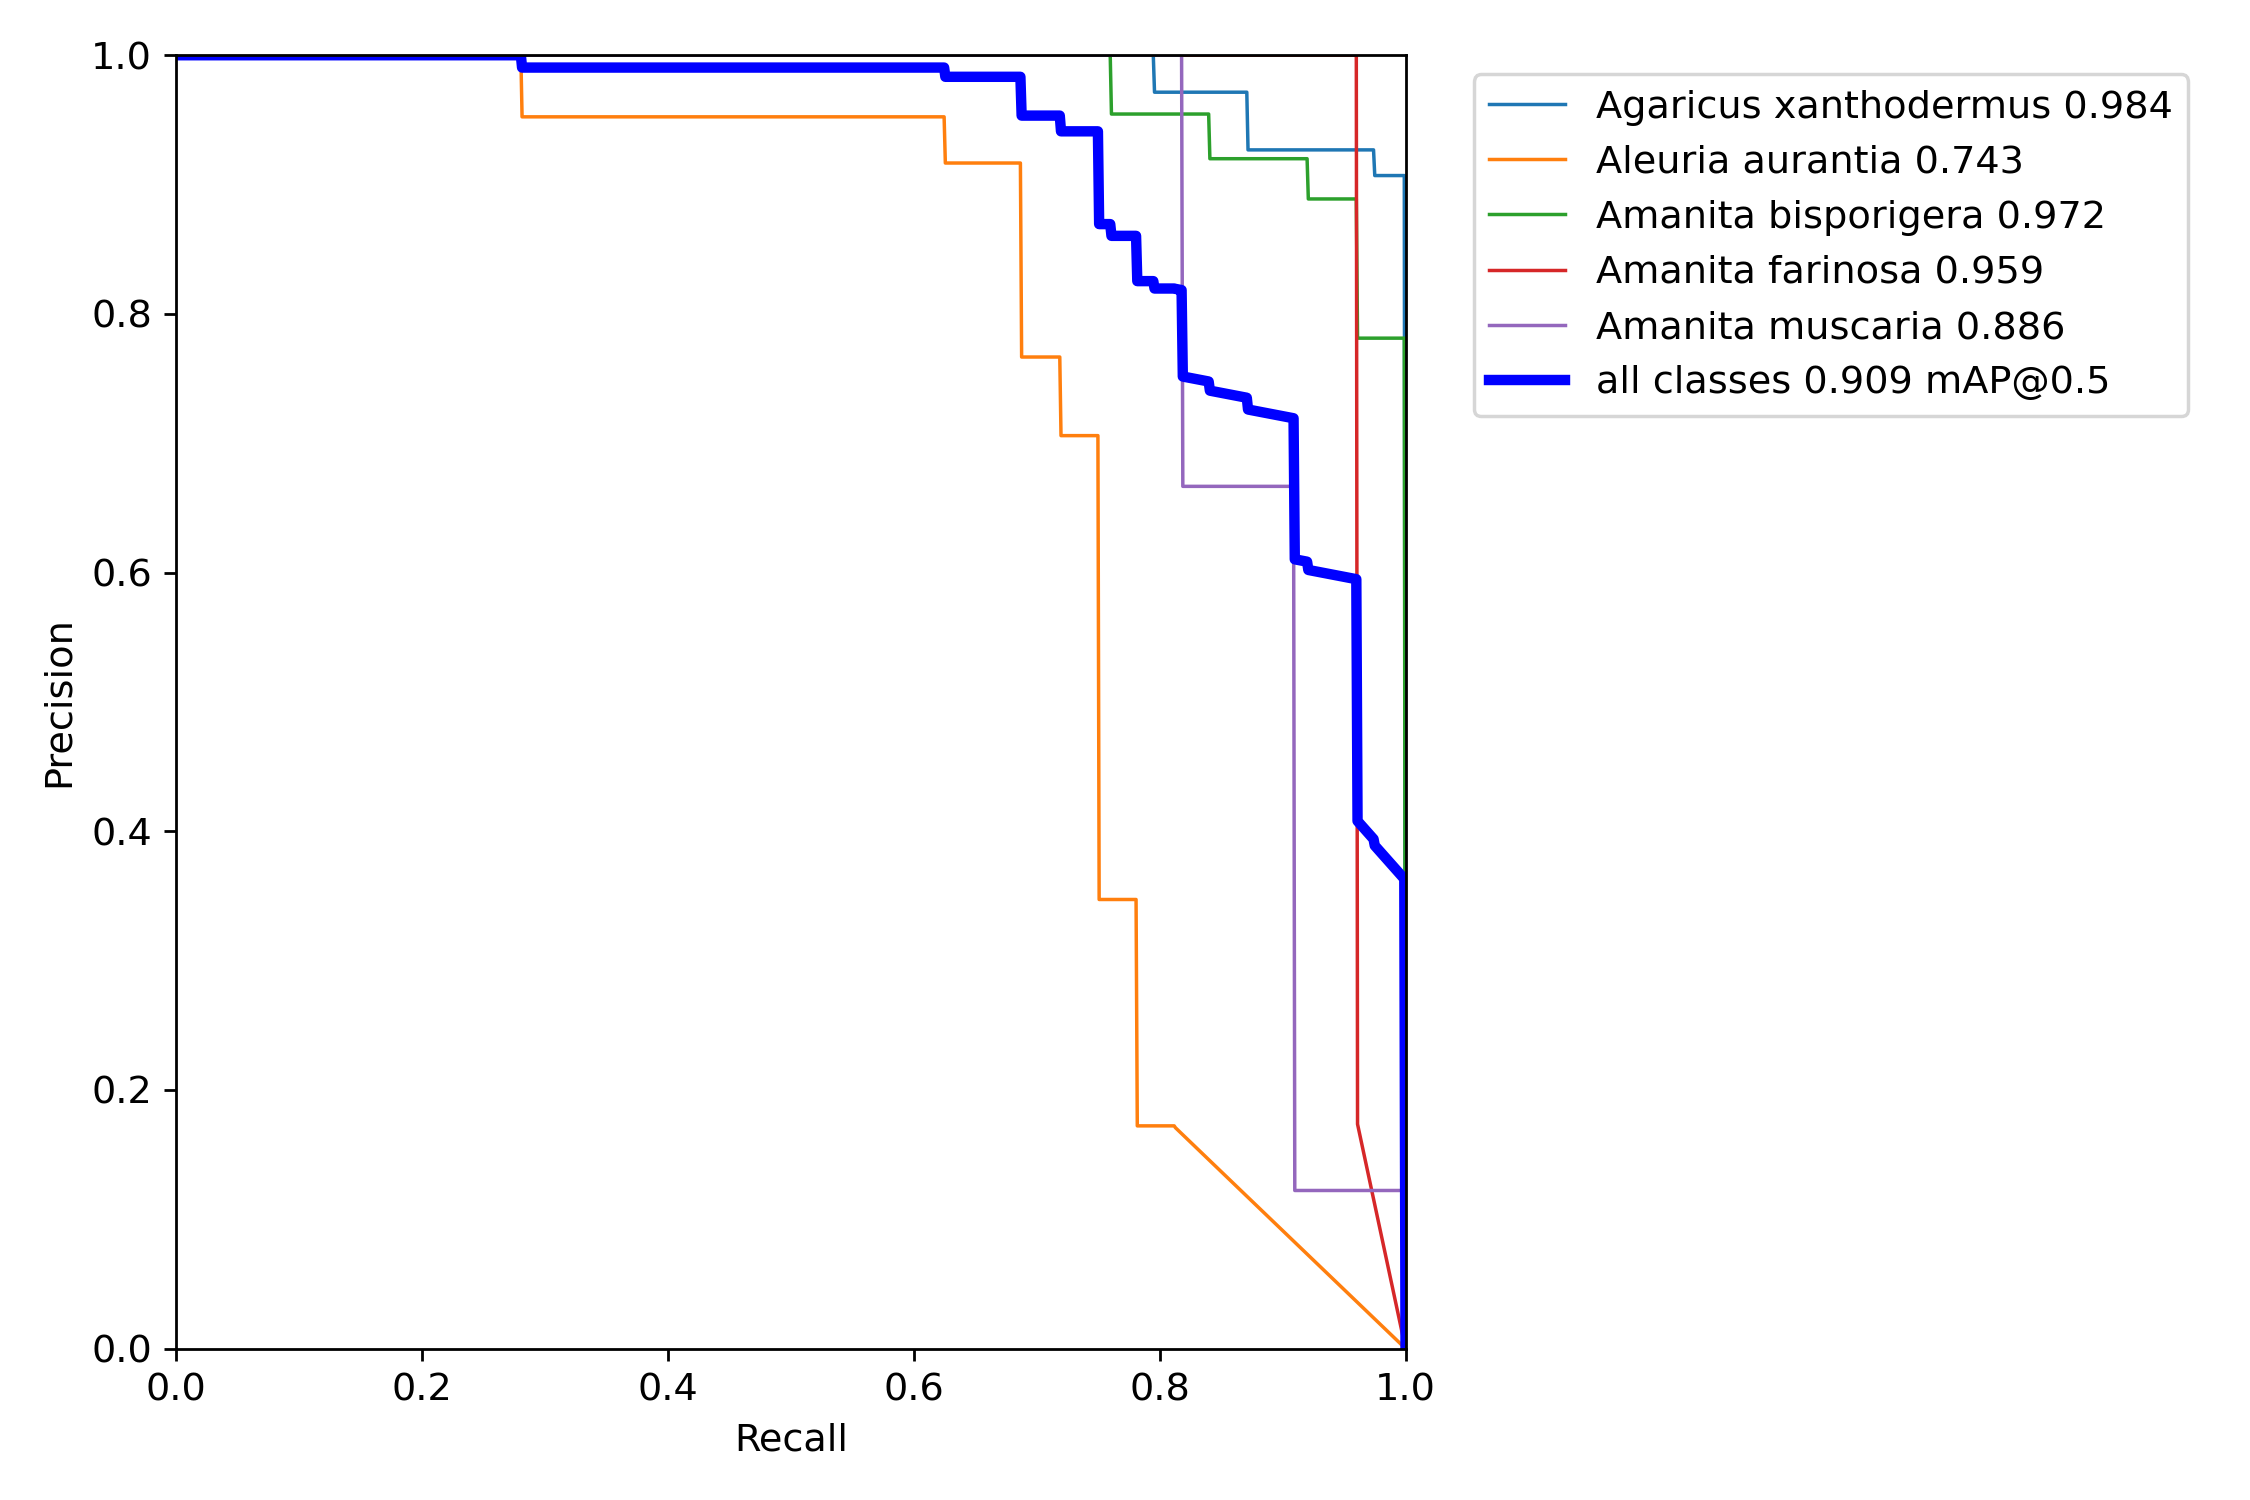 1.0
0.8
0.6
0.4
0.2
0.0
Precision
0.0 0.2 0.4 0.6 0.8 1.0
Recall
Agaricus xanthodermus 0.984
Aleuria aurantia 0.743
Amanita bisporigera 0.972
Amanita farinosa 0.959
Amanita muscaria 0.886
all classes 0.909 mAP@0.5